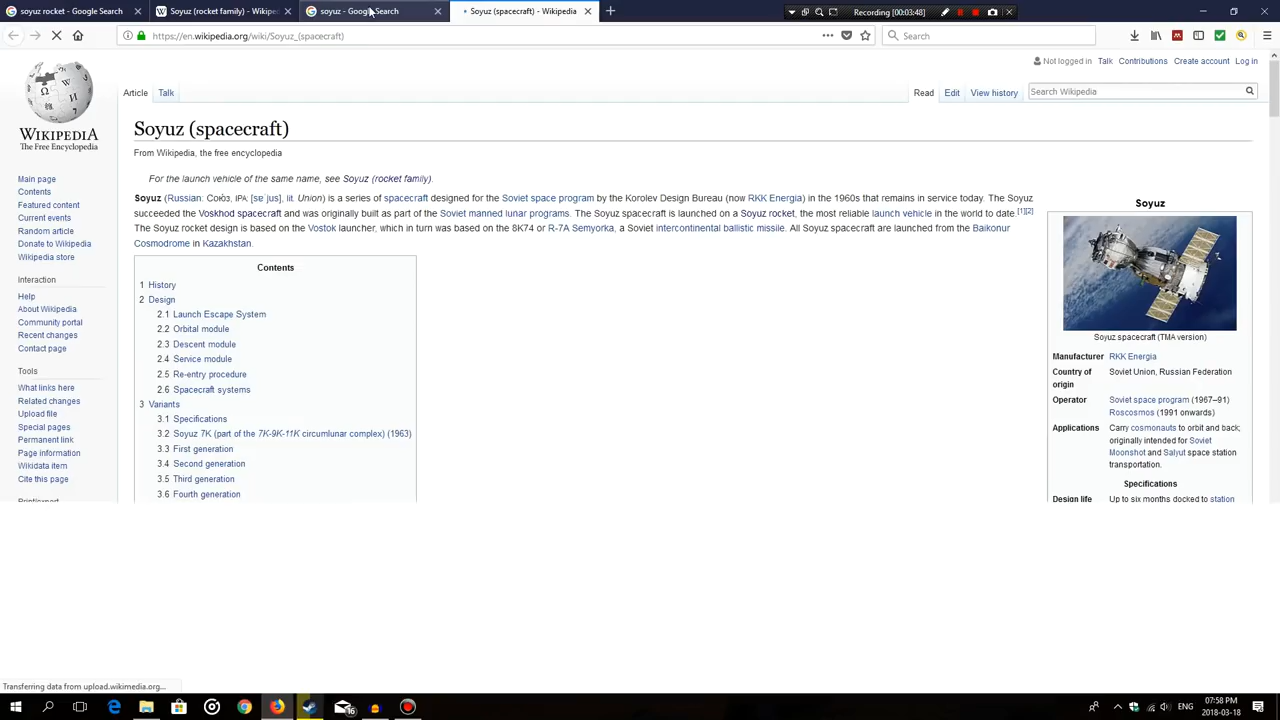 soyuz rocket - Google Search
Soyuz (rocket family) - Wikipe
soyuz - Google Search
Soyuz (spacecraft) - Wikipedia
Recording [00:03:48]
https://en.wikipedia.org/wiki/Soyuz_(spacecraft)
Search
Not logged in Talk Contributions Create account Log in
Article Talk
Read Edit View history
Search Wikipedia
WIKIPEDIA
The Free Encyclopedia
Main page
Contents
Featured content
Current events
Random article
Donate to Wikipedia
Wikipedia store
Interaction
Help
About Wikipedia
Community portal
Recent changes
Contact page
Tools
What links here
Related changes
Upload file
Special pages
Permanent link
Page information
Wikidata item
Cite this page
Print/export
Soyuz (spacecraft)
From Wikipedia, the free encyclopedia
For the launch vehicle of the same name, see Soyuz (rocket family).
Soyuz (Russian: Сою́з, IPA: [sɐˈjus], lit. Union) is a series of spacecraft designed for the Soviet space program by the Korolev Design Bureau (now RKK Energia) in the 1960s that remains in service today. The Soyuz
succeeded the Voskhod spacecraft and was originally built as part of the Soviet manned lunar programs. The Soyuz spacecraft is launched on a Soyuz rocket, the most reliable launch vehicle in the world to date.[1][2]
The Soyuz rocket design is based on the Vostok launcher, which in turn was based on the 8K74 or R-7A Semyorka, a Soviet intercontinental ballistic missile. All Soyuz spacecraft are launched from the Baikonur
Cosmodrome in Kazakhstan.
Contents
1 History
2 Design
2.1 Launch Escape System
2.2 Orbital module
2.3 Descent module
2.4 Service module
2.5 Re-entry procedure
2.6 Spacecraft systems
3 Variants
3.1 Specifications
3.2 Soyuz 7K (part of the 7K-9K-11K circumlunar complex) (1963)
3.3 First generation
3.4 Second generation
3.5 Third generation
3.6 Fourth generation
Soyuz
Soyuz spacecraft (TMA version)
Manufacturer RKK Energia
Country of origin Soviet Union, Russian Federation
Operator Soviet space program (1967–91)
Roscosmos (1991 onwards)
Applications Carry cosmonauts to orbit and back;
originally intended for Soviet
Moonshot and Salyut space station
transportation.
Specifications
Design life Up to six months docked to station
Transferring data from upload.wikimedia.org...
16
ENG
07:58 PM
2018-03-18